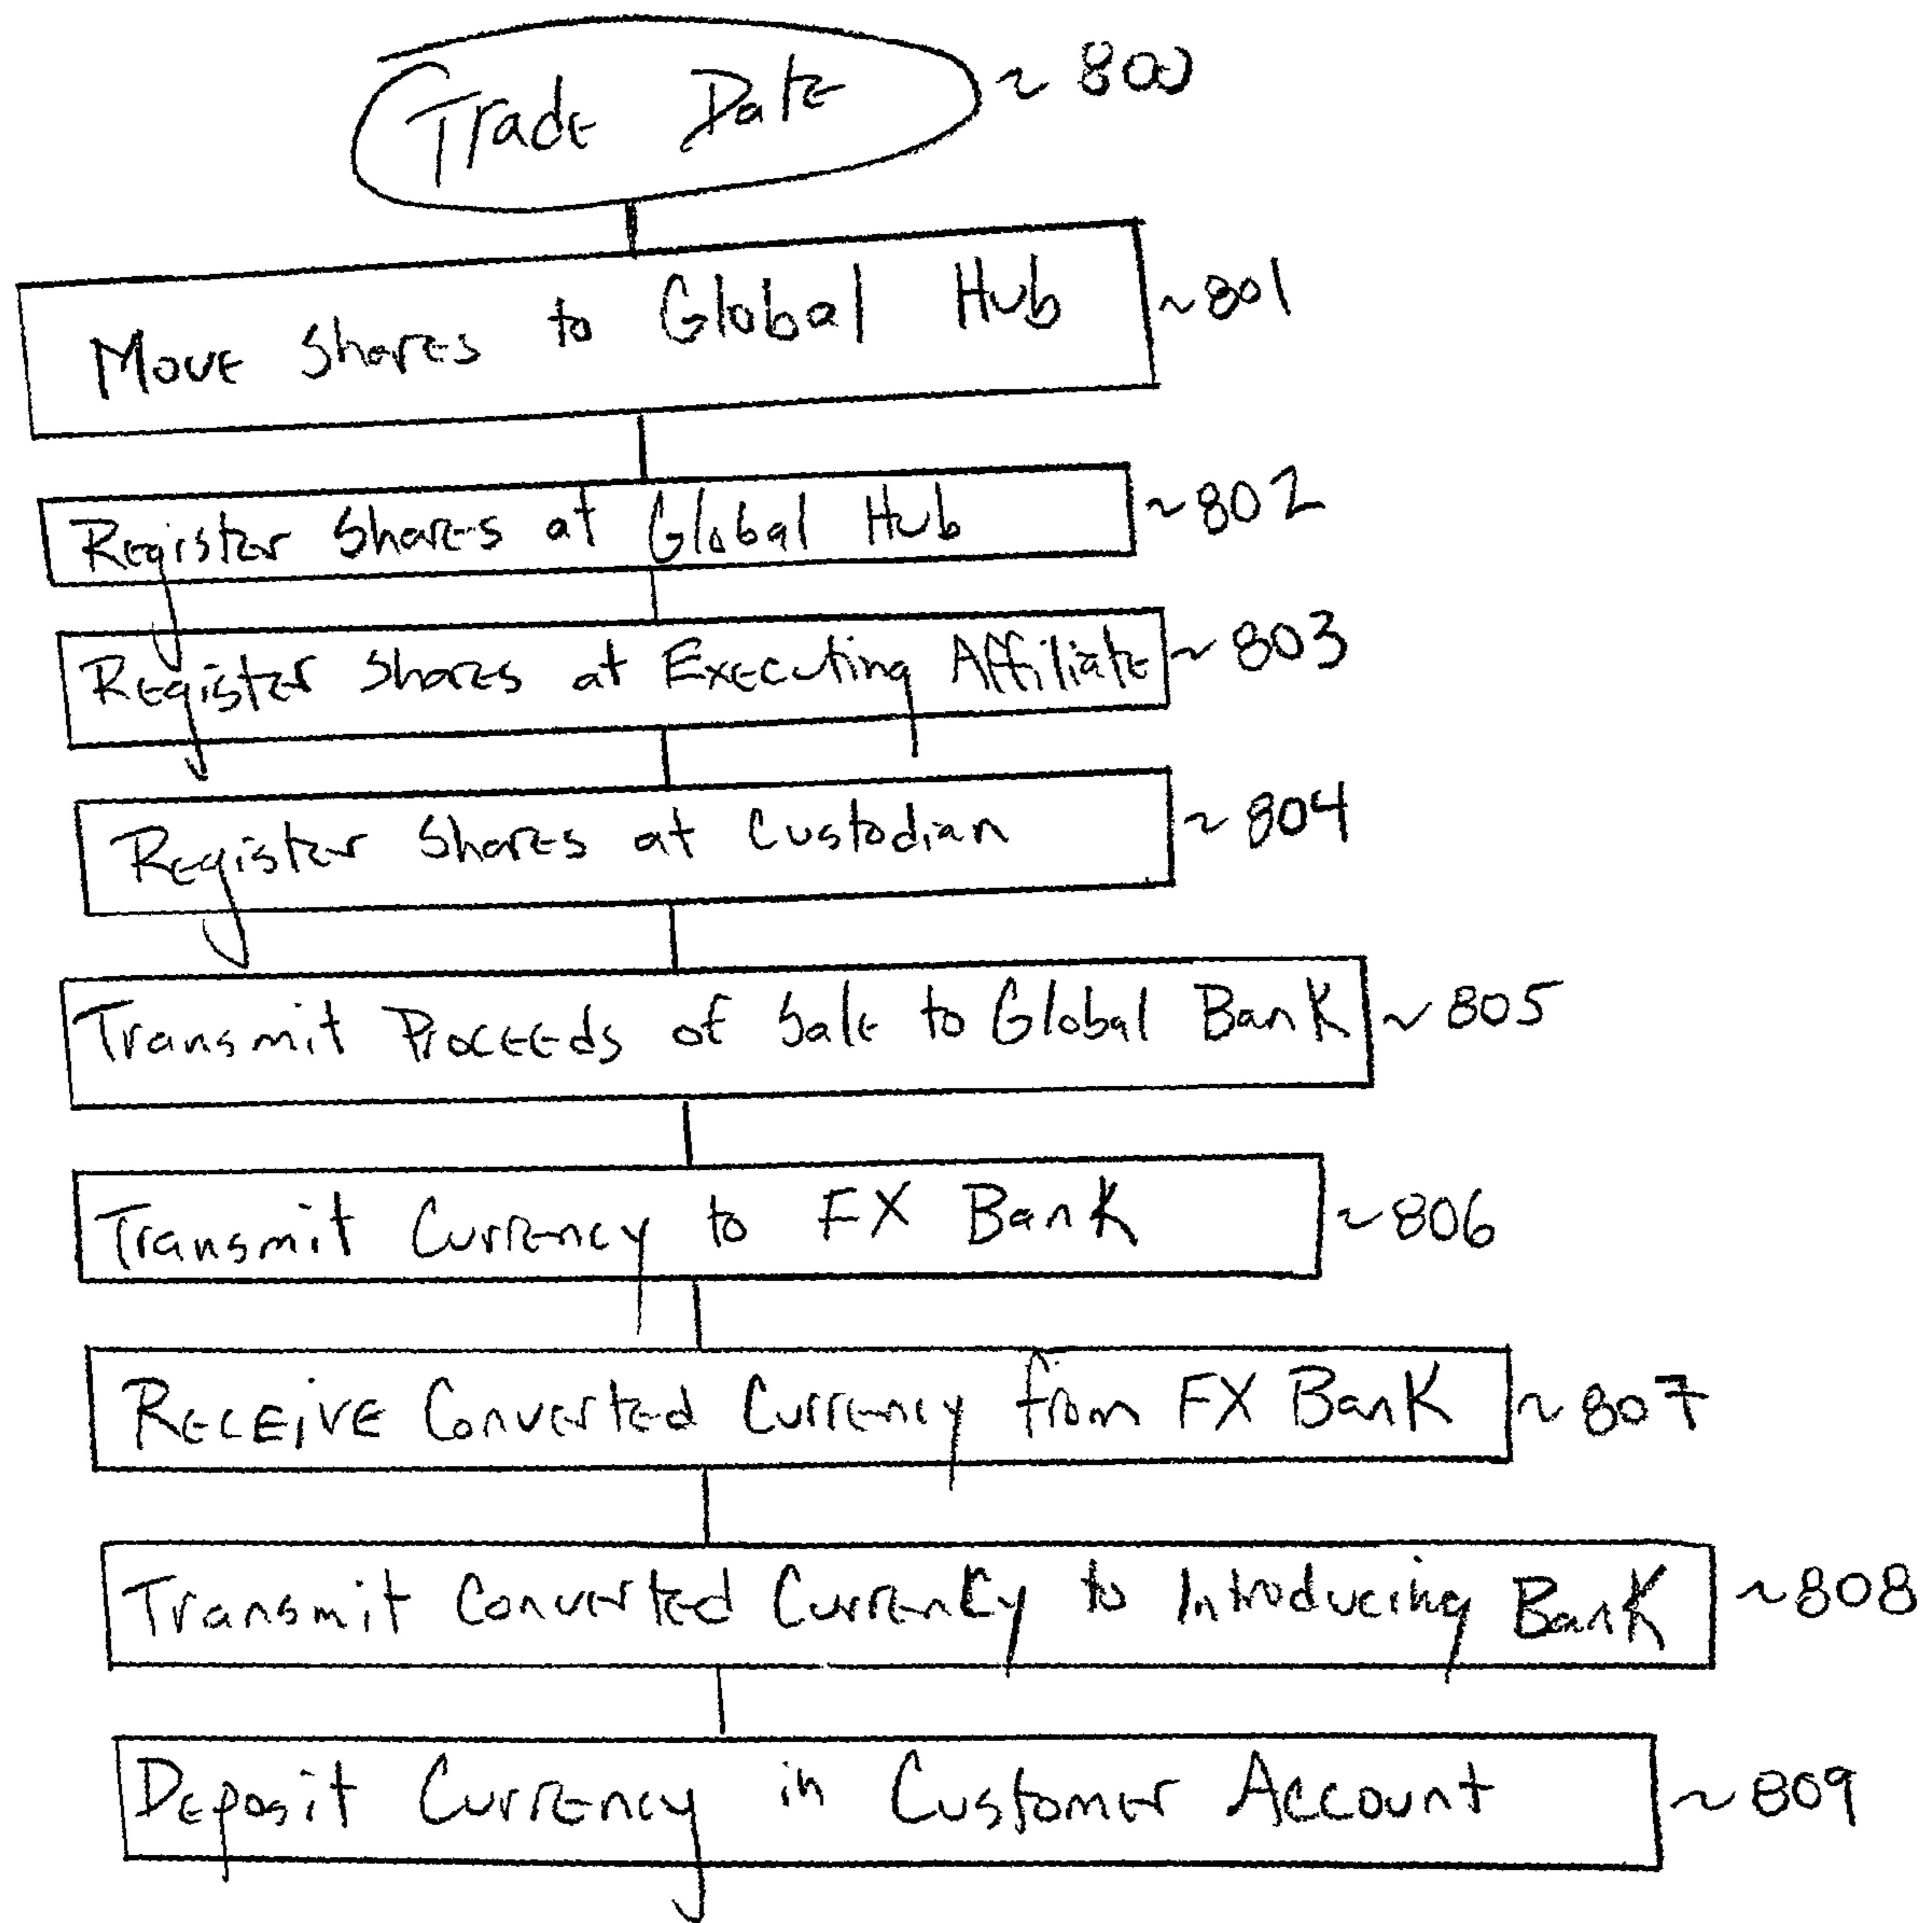 Trade Date ~ 800
Move Shares to Global Hub ~801
Register Shares at Global Hub ~802
Register Shares at Executing Affiliate ~ 803
Register Shares at Custodian ~ 804
Transmit Proceeds of Sale to Global Bank ~ 805
Transmit Currency to FX Bank ~806
Receive Converted Currency from FX Bank ~ 807
Transmit Converted Currency to Introducing Bank ~808
Deposit Currency in Customer Account ~ 809